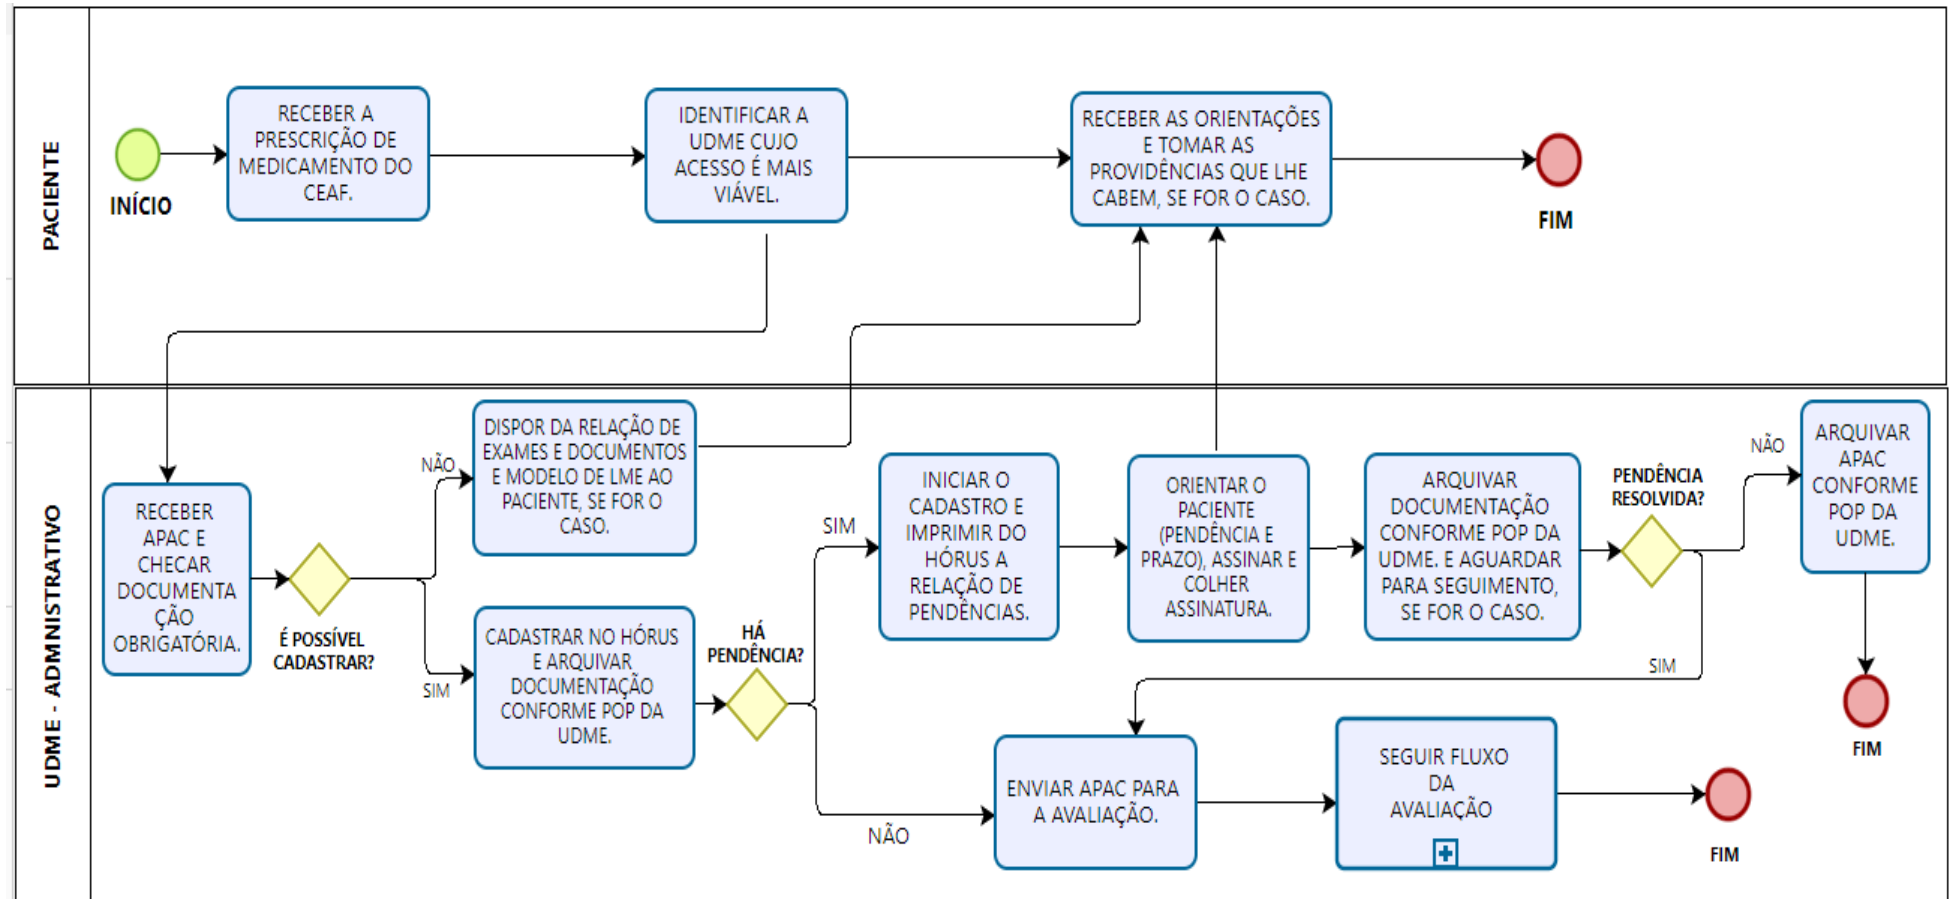 PACIENTE
INÍCIO
RECEBER A
PRESCRIÇÃO DE
MEDICAMENTO DO
CEAF.
IDENTIFICAR A
UDME CUJO
ACESSO É MAIS
VIÁVEL.
RECEBER AS ORIENTAÇÕES
E TOMAR AS
PROVIDÊNCIAS QUE LHE
CABEM, SE FOR O CASO.
FIM
UDME - ADMNISTRATIVO
RECEBER
APAC E
CHECAR
DOCUMENTA
ÇÃO
OBRIGATÓRIA.
É POSSÍVEL
CADASTRAR?
NÃO
DISPOR DA RELAÇÃO DE
EXAMES E DOCUMENTOS
E MODELO DE LME AO
PACIENTE, SE FOR O
CASO.
SIM
CADASTRAR NO HÓRUS
E ARQUIVAR
DOCUMENTAÇÃO
CONFORME POP DA
UDME.
HÁ
PENDÊNCIA?
SIM
INICIAR O
CADASTRO E
IMPRIMIR DO
HÓRUS A
RELAÇÃO DE
PENDÊNCIAS.
ORIENTAR O
PACIENTE
(PENDÊNCIA E
PRAZO), ASSINAR E
COLHER
ASSINATURA.
ARQUIVAR
DOCUMENTAÇÃO
CONFORME POP DA
UDME. E AGUARDAR
PARA SEGUIMENTO,
SE FOR O CASO.
PENDÊNCIA
RESOLVIDA?
NÃO
ARQUIVAR
APAC
CONFORME
POP DA
UDME.
FIM
SIM
NÃO
ENVIAR APAC PARA
A AVALIAÇÃO.
SEGUIR FLUXO
DA
AVALIAÇÃO
FIM